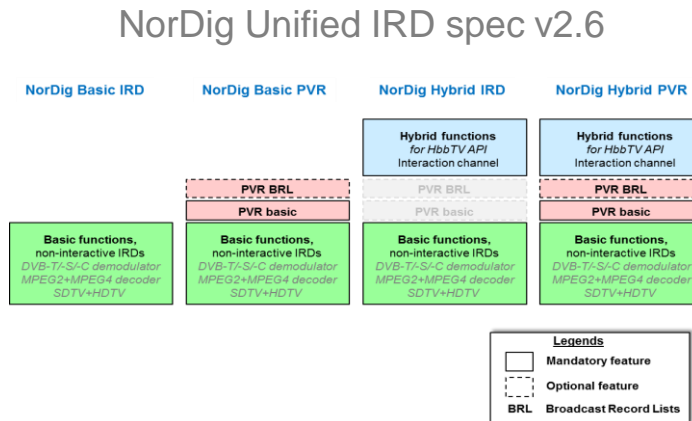 NorDig Unified IRD spec v2.6
NorDig Basic IRD
NorDig Basic PVR
NorDig Hybrid IRD
NorDig Hybrid PVR
Hybrid functions
for HbbTV API
Interaction channel
Hybrid functions
for HbbTV API
Interaction channel
PVR BRL
PVR BRL
PVR BRL
PVR basic
PVR basic
PVR basic
Basic functions,
non-interactive IRDs
DVB-T/-S/-C demodulator
MPEG2+MPEG4 decoder
SDTV+HDTV
Basic functions,
non-interactive IRDs
DVB-T/-S/-C demodulator
MPEG2+MPEG4 decoder
SDTV+HDTV
Basic functions,
non-interactive IRDs
DVB-T/-S/-C demodulator
MPEG2+MPEG4 decoder
SDTV+HDTV
Basic functions,
non-interactive IRDs
DVB-T/-S/-C demodulator
MPEG2+MPEG4 decoder
SDTV+HDTV
Legends
Mandatory feature
Optional feature
BRL Broadcast Record Lists